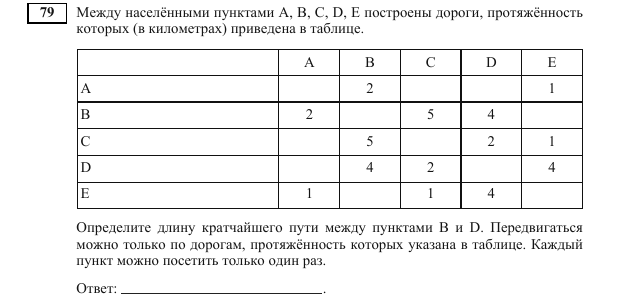 79 Между населёнными пунктами A, B, C, D, E построены дороги, протяжённость
которых (в километрах) приведена в таблице.
A B C D E
A 2 1
B 2 5 4
C 5 2 1
D 4 2 4
E 1 1 4
Определите длину кратчайшего пути между пунктами B и D. Передвигаться
можно только по дорогам, протяжённость которых указана в таблице. Каждый
пункт можно посетить только один раз.
Ответ: ______________________.